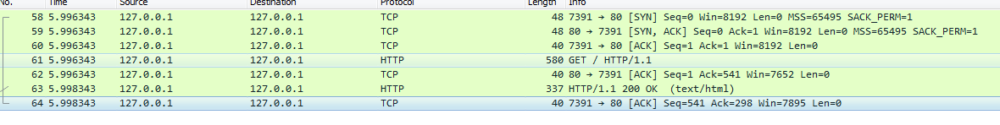 No. Time Source Destination Protocol Length Info
58 5.996343 127.0.0.1 127.0.0.1 TCP 48 7391 → 80 [SYN] Seq=0 Win=8192 Len=0 MSS=65495 SACK_PERM=1
59 5.996343 127.0.0.1 127.0.0.1 TCP 48 80 → 7391 [SYN, ACK] Seq=0 Ack=1 Win=8192 Len=0 MSS=65495 SACK_PERM=1
60 5.996343 127.0.0.1 127.0.0.1 TCP 40 7391 → 80 [ACK] Seq=1 Ack=1 Win=8192 Len=0
61 5.996343 127.0.0.1 127.0.0.1 HTTP 580 GET / HTTP/1.1
62 5.996343 127.0.0.1 127.0.0.1 TCP 40 80 → 7391 [ACK] Seq=1 Ack=541 Win=7652 Len=0
63 5.998343 127.0.0.1 127.0.0.1 HTTP 337 HTTP/1.1 200 OK (text/html)
64 5.998343 127.0.0.1 127.0.0.1 TCP 40 7391 → 80 [ACK] Seq=541 Ack=298 Win=7895 Len=0